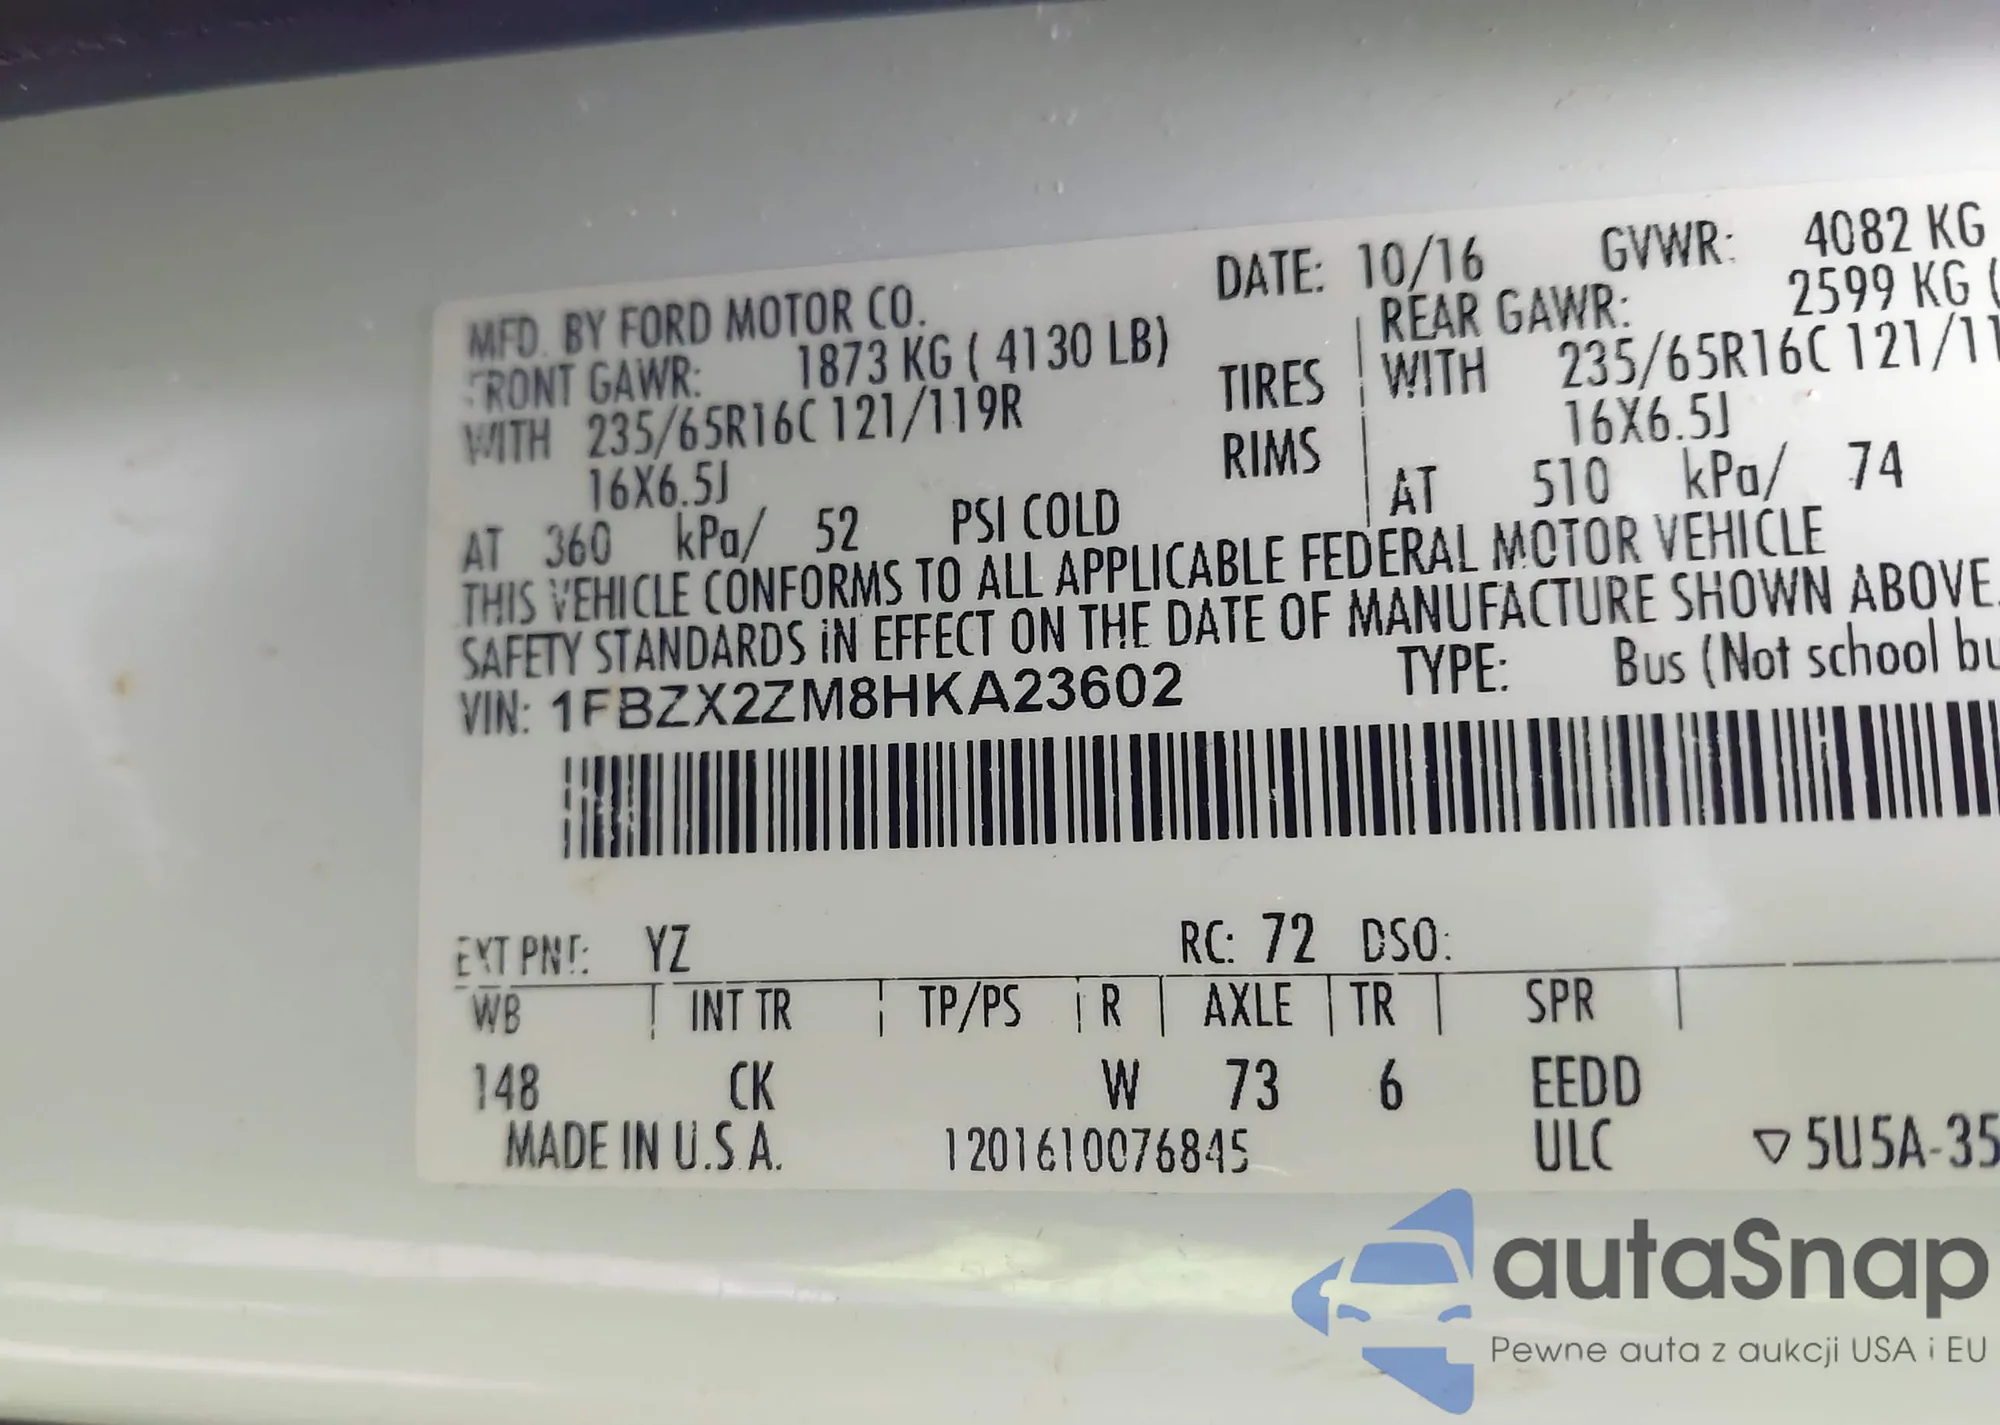 MFD. BY FORD MOTOR CO. DATE: 10/16 GVWR: 4082 KG
FRONT GAWR: 1873 KG ( 4130 LB) REAR GAWR: 2599 KG (
WITH 235/65R16C 121/119R TIRES WITH 235/65R16C 121/11
16X6.5J RIMS 16X6.5J
AT 360 kPa/ 52 PSI COLD AT 510 kPa/ 74
THIS VEHICLE CONFORMS TO ALL APPLICABLE FEDERAL MOTOR VEHICLE
SAFETY STANDARDS IN EFFECT ON THE DATE OF MANUFACTURE SHOWN ABOVE.
VIN: 1FBZX2ZM8HKA23602 TYPE: Bus (Not school bu
EXT PNT: YZ RC: 72 DSO:
WB INT TR TP/PS R AXLE TR SPR
148 CK W 73 6 EEDD
MADE IN U.S.A. 1201610076845 ULC ▽ 5U5A-35
autaSnap
Pewne auta z aukcji USA i EU